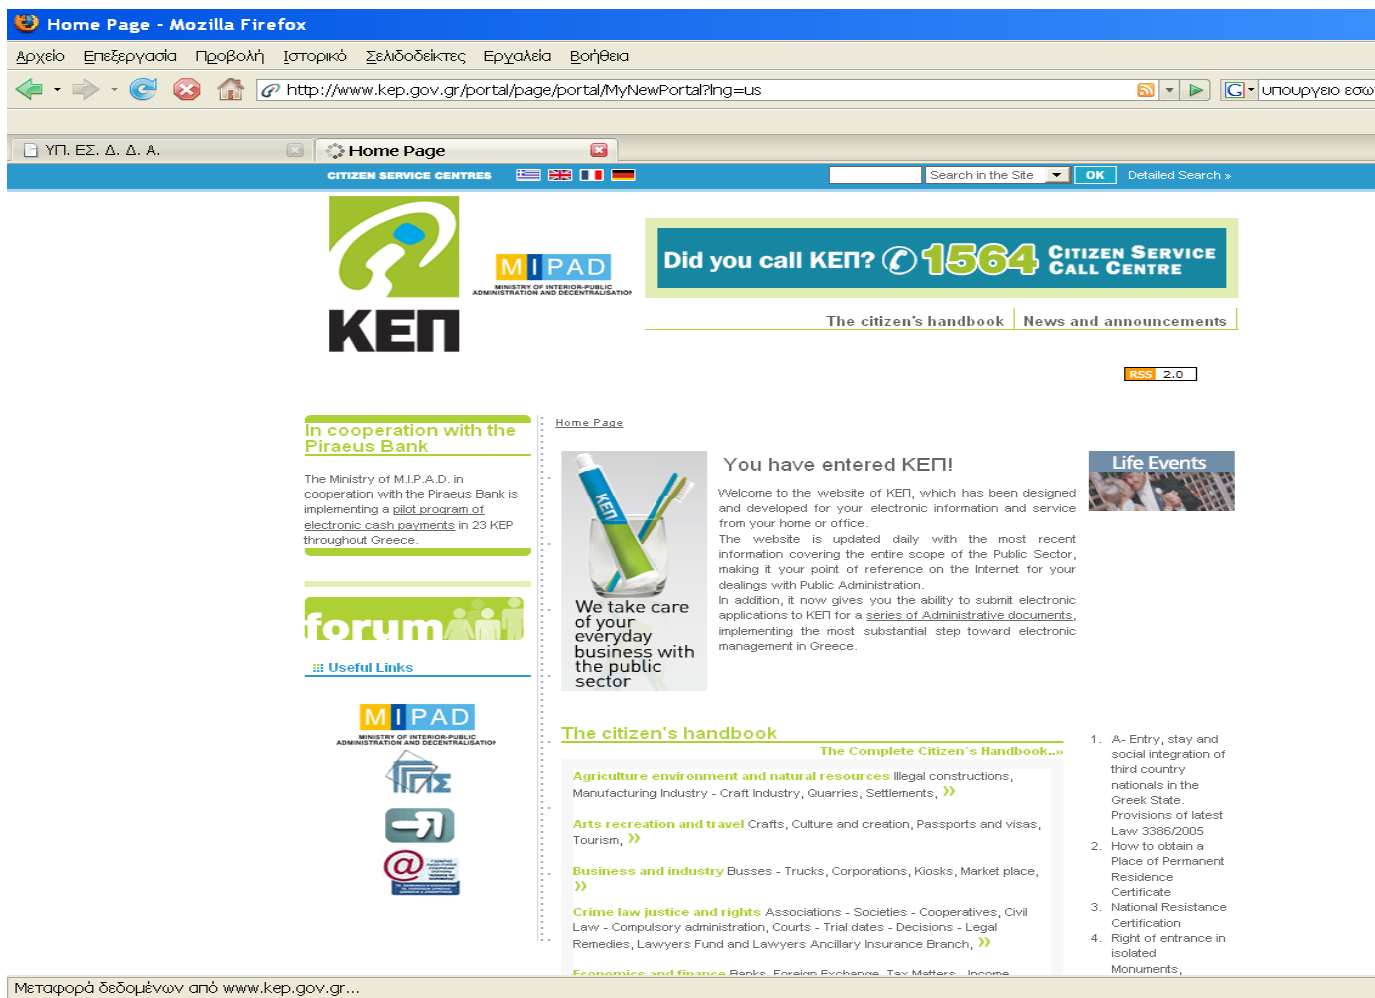 Home Page - Mozilla Firefox
Αρχείο Επεξεργασία Προβολή Ιστορικό Σελιδοδείκτες Εργαλεία Βοήθεια
http://www.kep.gov.gr/portal/page/portal/MyNewPortal?lng=us
G υπουργειο εσω
ΥΠ. ΕΣ. Δ. Δ. Α.
Home Page
CITIZEN SERVICE CENTRES
Search in the Site OK Detailed Search »
ΚΕΠ
MIPAD
MINISTRY OF INTERIOR-PUBLIC
ADMINISTRATION AND DECENTRALISATION
Did you call ΚΕΠ? 1564 CITIZEN SERVICE
CALL CENTRE
The citizen's handbook News and announcements
RSS 2.0
In cooperation with the
Piraeus Bank
The Ministry of M.I.P.A.D. in
cooperation with the Piraeus Bank is
implementing a pilot program of
electronic cash payments in 23 KEP
throughout Greece.
forum
Useful Links
MIPAD
MINISTRY OF INTERIOR-PUBLIC
ADMINISTRATION AND DECENTRALISATION
Home Page
ΚΕΠ
We take care
of your
everyday
business with
the public
sector
You have entered ΚΕΠ!
Welcome to the website of ΚΕΠ, which has been designed
and developed for your electronic information and service
from your home or office.
The website is updated daily with the most recent
information covering the entire scope of the Public Sector,
making it your point of reference on the Internet for your
dealings with Public Administration.
In addition, it now gives you the ability to submit electronic
applications to ΚΕΠ for a series of Administrative documents,
implementing the most substantial step toward electronic
management in Greece.
Life Events
The citizen's handbook
The Complete Citizen´s Handbook..»
Agriculture environment and natural resources Illegal constructions,
Manufacturing Industry - Craft Industry, Quarries, Settlements, »
Arts recreation and travel Crafts, Culture and creation, Passports and visas,
Tourism, »
Business and industry Busses - Trucks, Corporations, Kiosks, Market place,
»
Crime law justice and rights Associations - Societies - Cooperatives, Civil
Law - Compulsory administration, Courts - Trial dates - Decisions - Legal
Remedies, Lawyers Fund and Lawyers Ancillary Insurance Branch, »
Economics and finance Banks, Foreign Exchange, Tax Matters - Income
1. A- Entry, stay and
social integration of
third country
nationals in the
Greek State.
Provisions of latest
Law 3386/2005
2. How to obtain a
Place of Permanent
Residence
Certificate
3. National Resistance
Certification
4. Right of entrance in
isolated
Monuments,
Μεταφορά δεδομένων από www.kep.gov.gr...